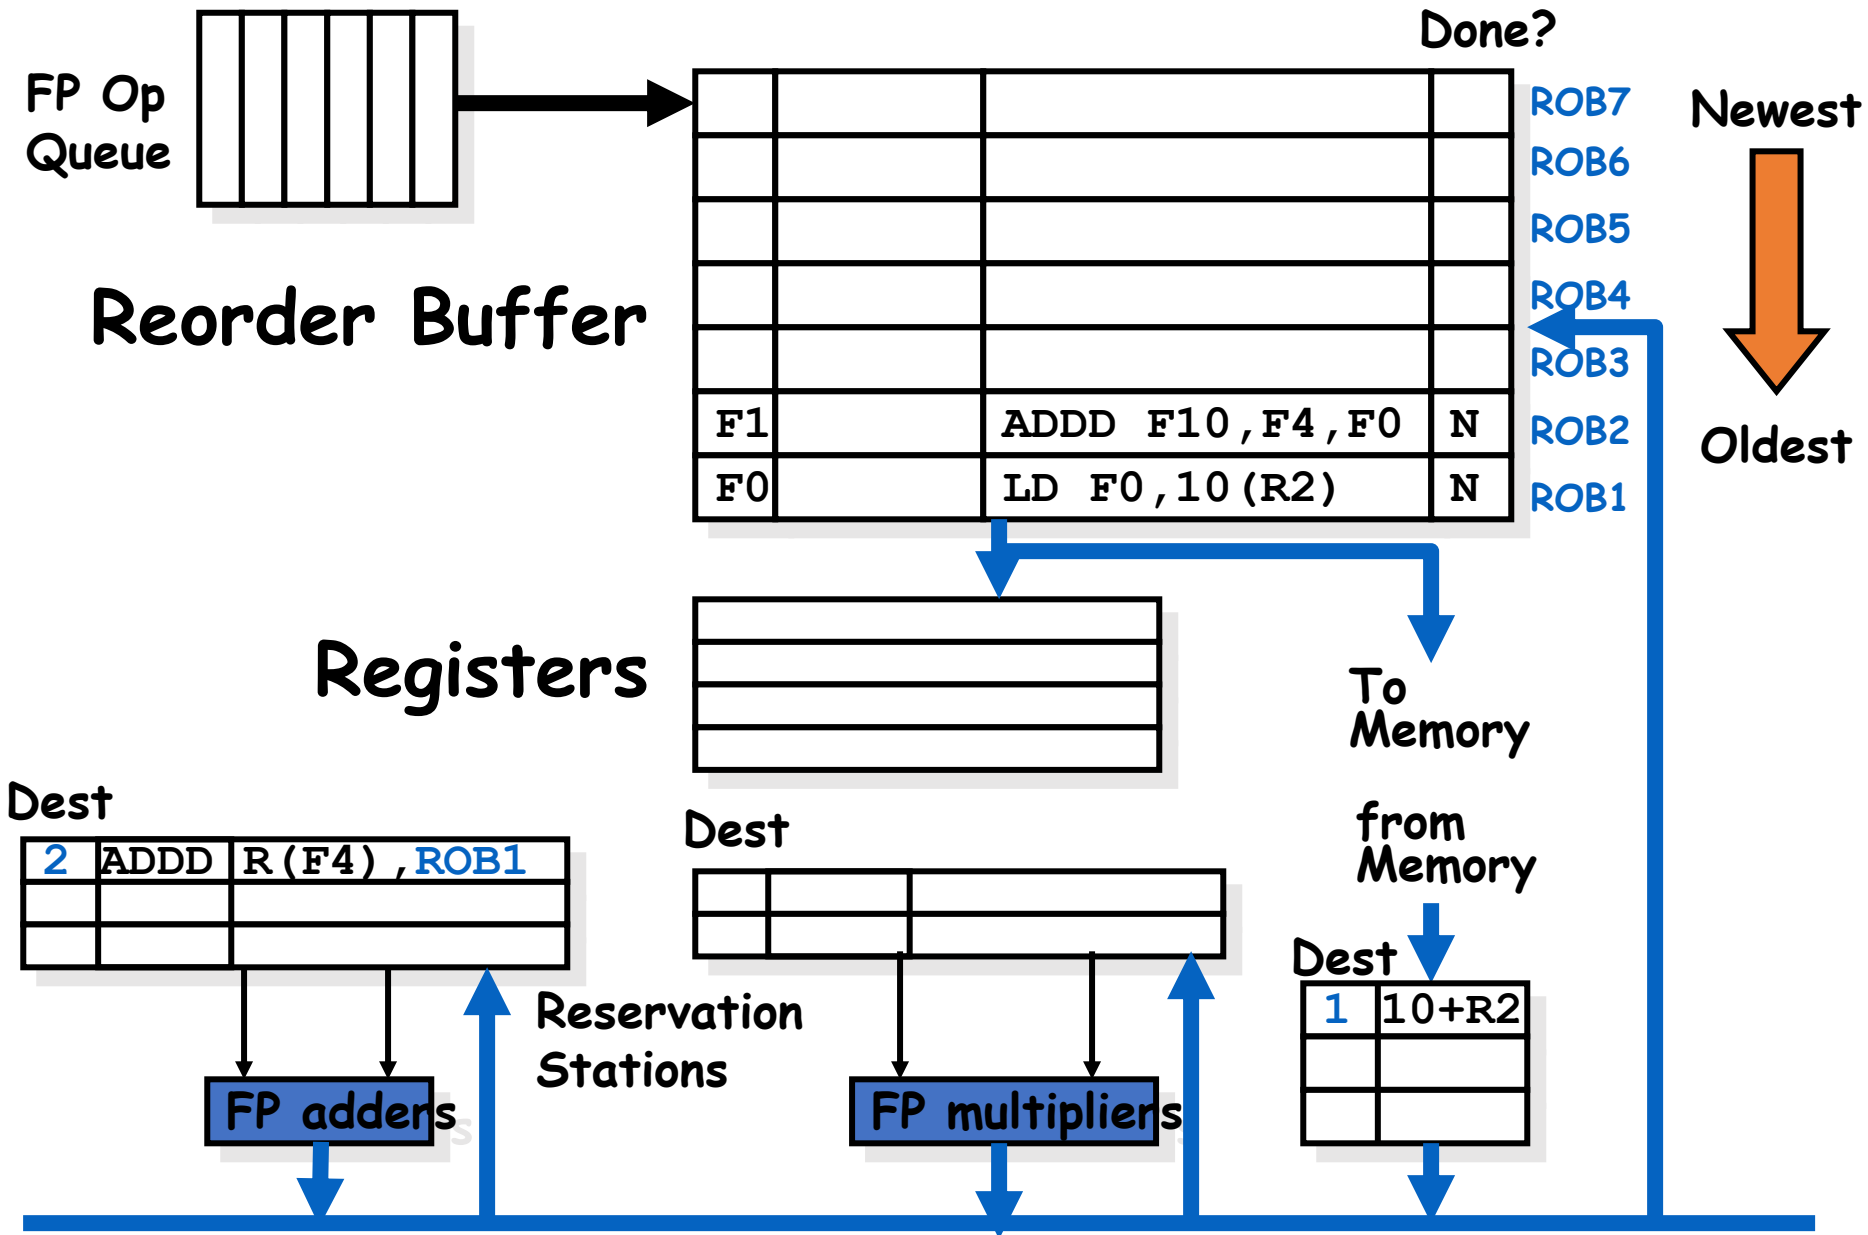 Done?
FP Op
Queue
ROB7
Newest
ROB6
ROB5
Reorder Buffer
ROB4
ROB3
F1 ADDD F10,F4,F0 N ROB2
Oldest
F0 LD F0,10(R2) N ROB1
Registers
To
Memory
Dest
2 ADDD R(F4),ROB1
Dest
from
Memory
Dest
1 10+R2
Reservation
Stations
FP adders
FP multipliers